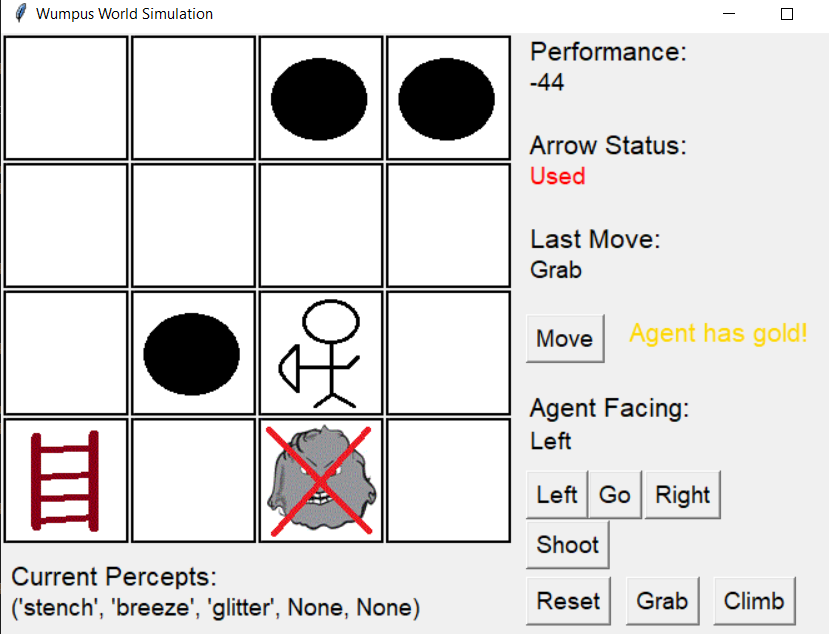 Wumpus World Simulation
Performance:
-44
Arrow Status:
Used
Last Move:
Grab
Move
Agent has gold!
Agent Facing:
Left
Left Go Right
Shoot
Reset Grab Climb
Current Percepts:
('stench', 'breeze', 'glitter', None, None)